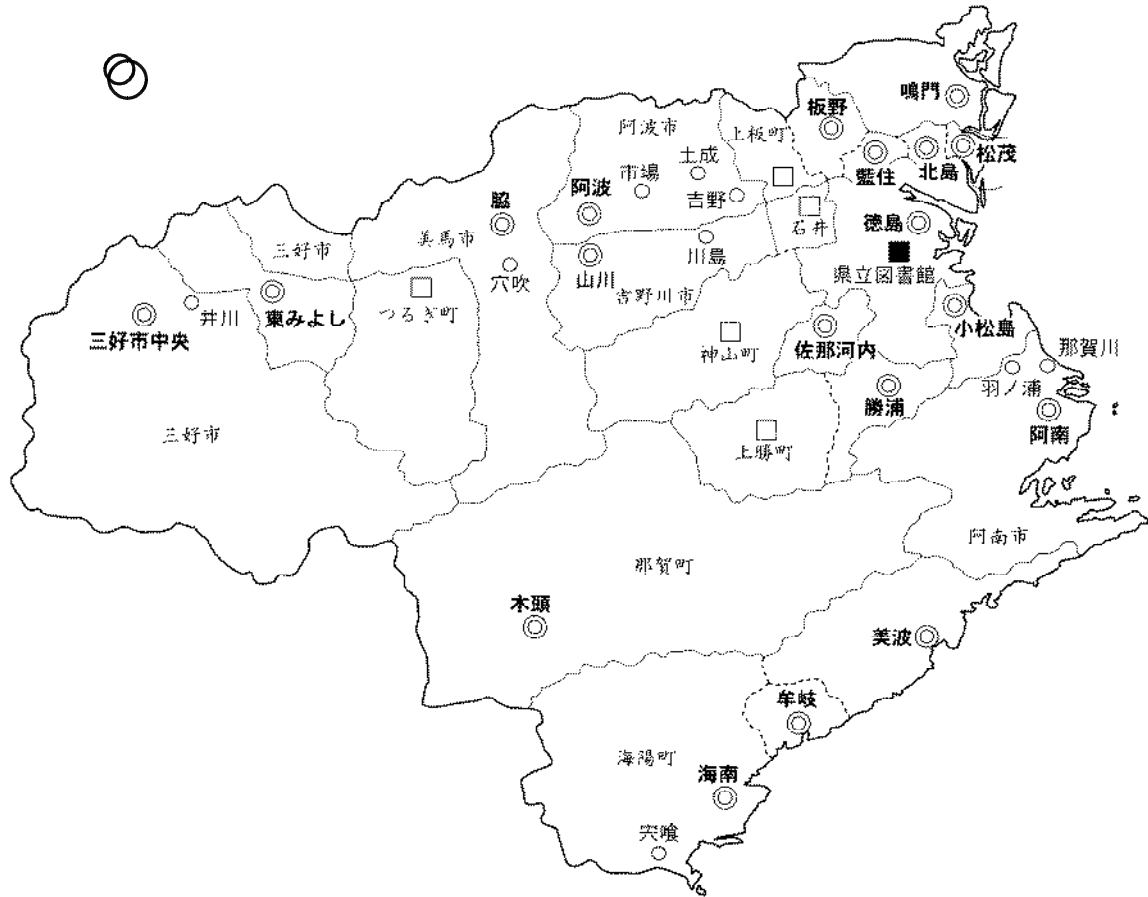 鳴門
板野
阿波市
上板町
松茂
北島
藍住
土成
市場
吉野
阿波
脇
徳島
石井
美馬市
三好市
川島
山川
穴吹
県立図書館
吉野川市
つるぎ町
井川
東みよし
三好市中央
小松島
佐那河内
神山町
那賀川
羽ノ浦
勝浦
阿南
三好市
上勝町
阿南市
那賀町
木頭
美波
牟岐
海陽町
海南
宍喰